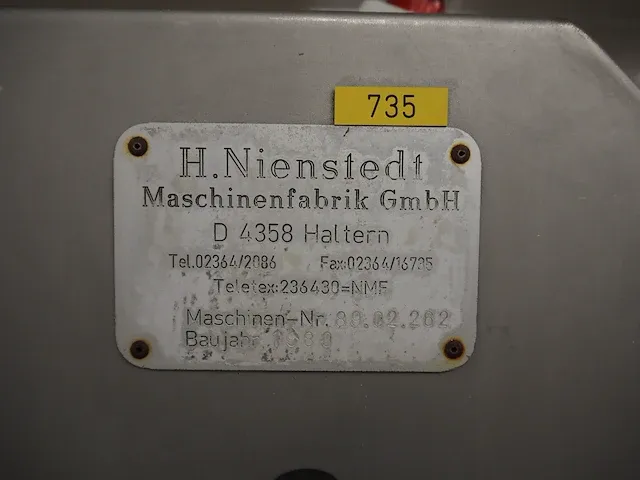 735
H.Nienstedt
Maschinenfabrik GmbH
D 4358 Haltern
Tel.02364/2086 Fax:02364/16735
Teletex:236430=NMF
Maschinen-Nr. 80.02.262
Baujahr